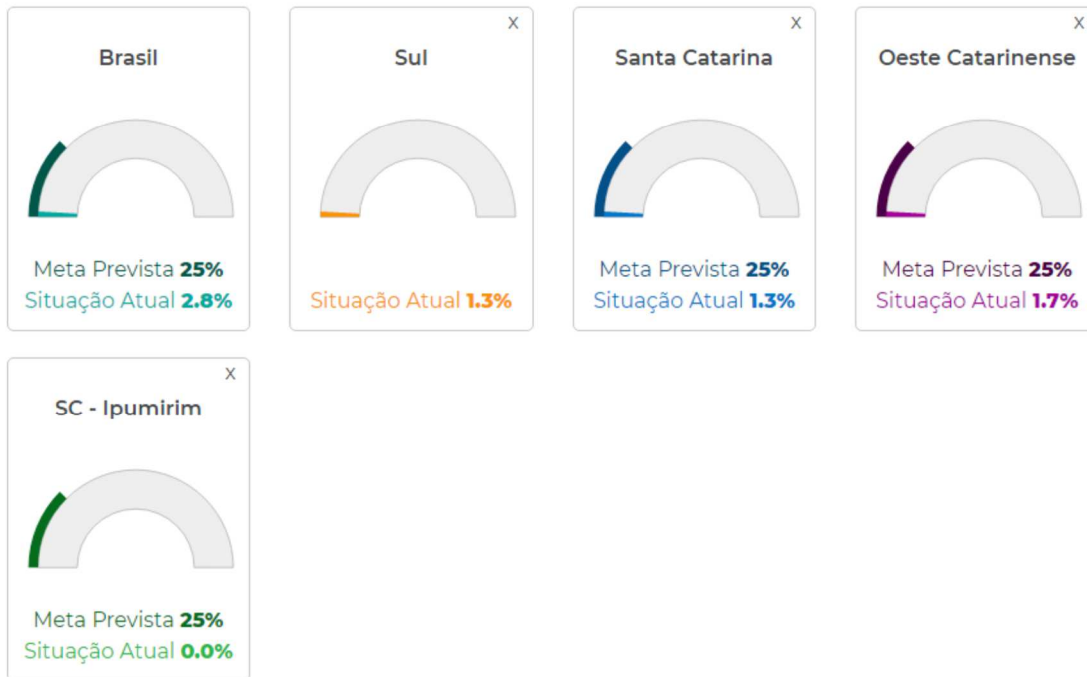 X
X
X
Brasil
Sul
Santa Catarina
Oeste Catarinense
Meta Prevista 25%
Situação Atual 2.8%
Situação Atual 1.3%
Meta Prevista 25%
Situação Atual 1.3%
Meta Prevista 25%
Situação Atual 1.7%
X
SC - Ipumirim
Meta Prevista 25%
Situação Atual 0.0%